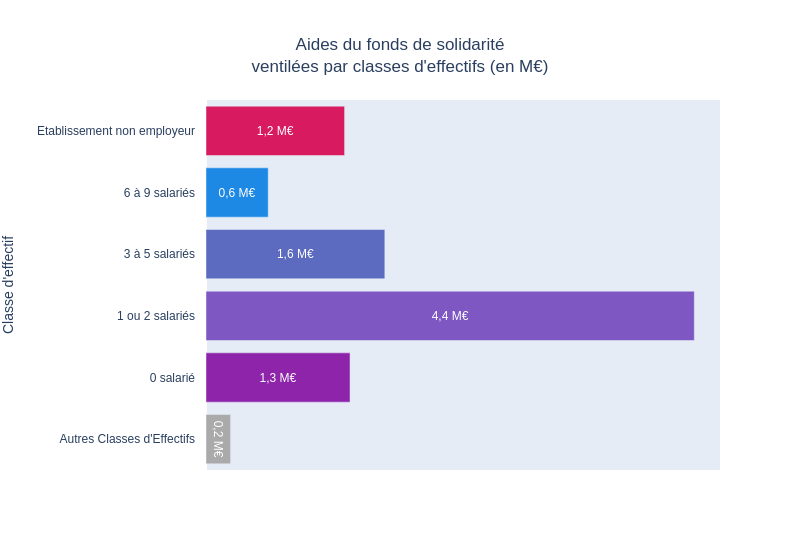 Aides du fonds de solidarité
ventilées par classes d'effectifs (en M€)
Classe d'effectif
Etablissement non employeur
1,2 M€
6 à 9 salariés
0,6 M€
3 à 5 salariés
1,6 M€
1 ou 2 salariés
4,4 M€
0 salarié
1,3 M€
Autres Classes d'Effectifs
0,2 M€